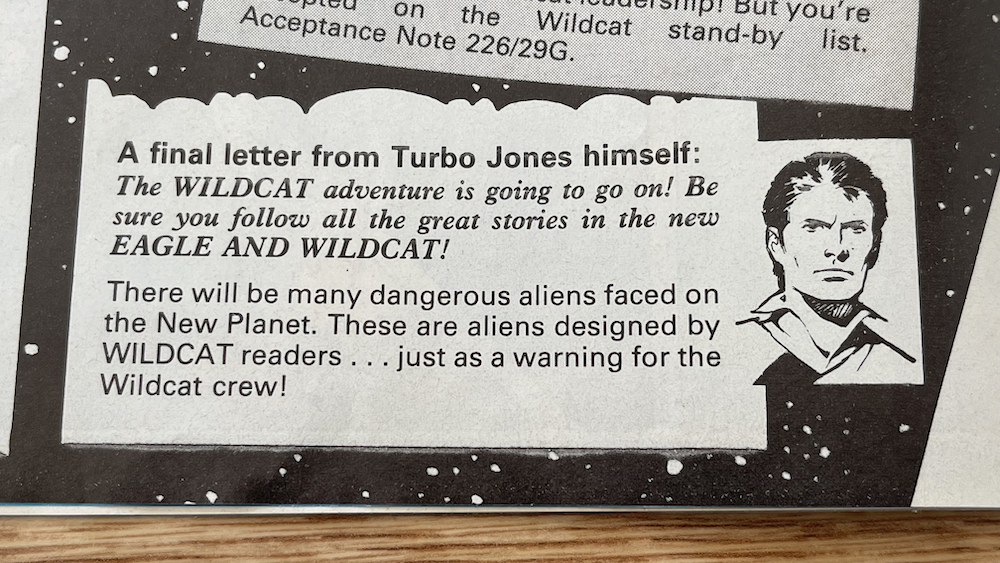 on the Wildcat stand-by list.
Acceptance Note 226/29G.
A final letter from Turbo Jones himself:
The WILDCAT adventure is going to go on! Be
sure you follow all the great stories in the new
EAGLE AND WILDCAT!
There will be many dangerous aliens faced on
the New Planet. These are aliens designed by
WILDCAT readers . . . just as a warning for the
Wildcat crew!